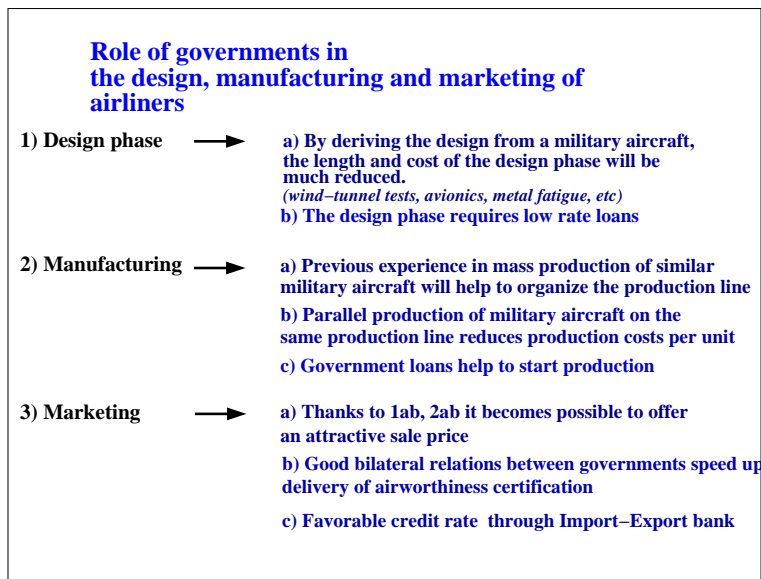 Role of governments in
the design, manufacturing and marketing of
airliners
1) Design phase
a) By deriving the design from a military aircraft,
the length and cost of the design phase will be
much reduced.
(wind−tunnel tests, avionics, metal fatigue, etc)
b) The design phase requires low rate loans
2) Manufacturing
a) Previous experience in mass production of similar
military aircraft will help to organize the production line
b) Parallel production of military aircraft on the
same production line reduces production costs per unit
c) Government loans help to start production
3) Marketing
a) Thanks to 1ab, 2ab it becomes possible to offer
an attractive sale price
b) Good bilateral relations between governments speed up
delivery of airworthiness certification
c) Favorable credit rate through Import−Export bank